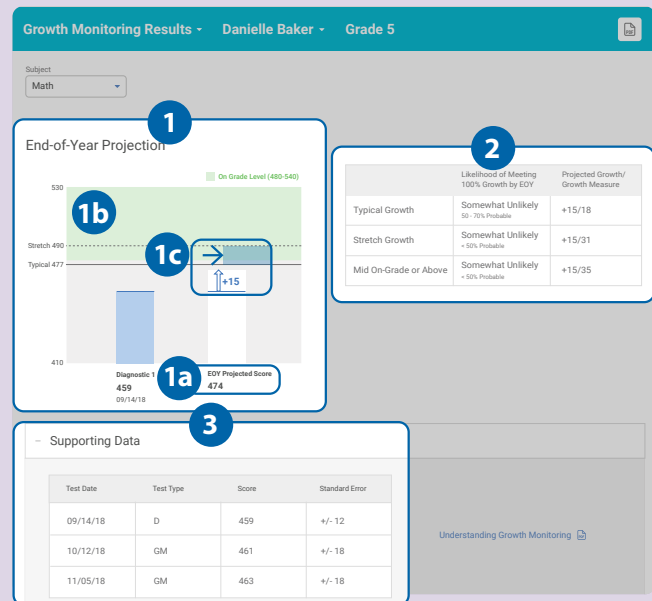 Growth Monitoring Results Danielle Baker Grade 5
Subject
Math
1
End-of-Year Projection
On Grade Level (480-540)
530
1b
Stretch 490
Typical 477
1c
+15
410
Diagnostic 1
459
09/14/18
1a
EOY Projected Score
474
2
Likelihood of Meeting 100% Growth by EOY
Projected Growth/ Growth Measure
Typical Growth
Somewhat Unlikely
50 - 70% Probable
+15/18
Stretch Growth
Somewhat Unlikely
< 50% Probable
+15/31
Mid On-Grade or Above
Somewhat Unlikely
< 50% Probable
+15/35
3
– Supporting Data
Test Date Test Type Score Standard Error
09/14/18 D 459 +/- 12
10/12/18 GM 461 +/- 18
11/05/18 GM 463 +/- 18
Understanding Growth Monitoring